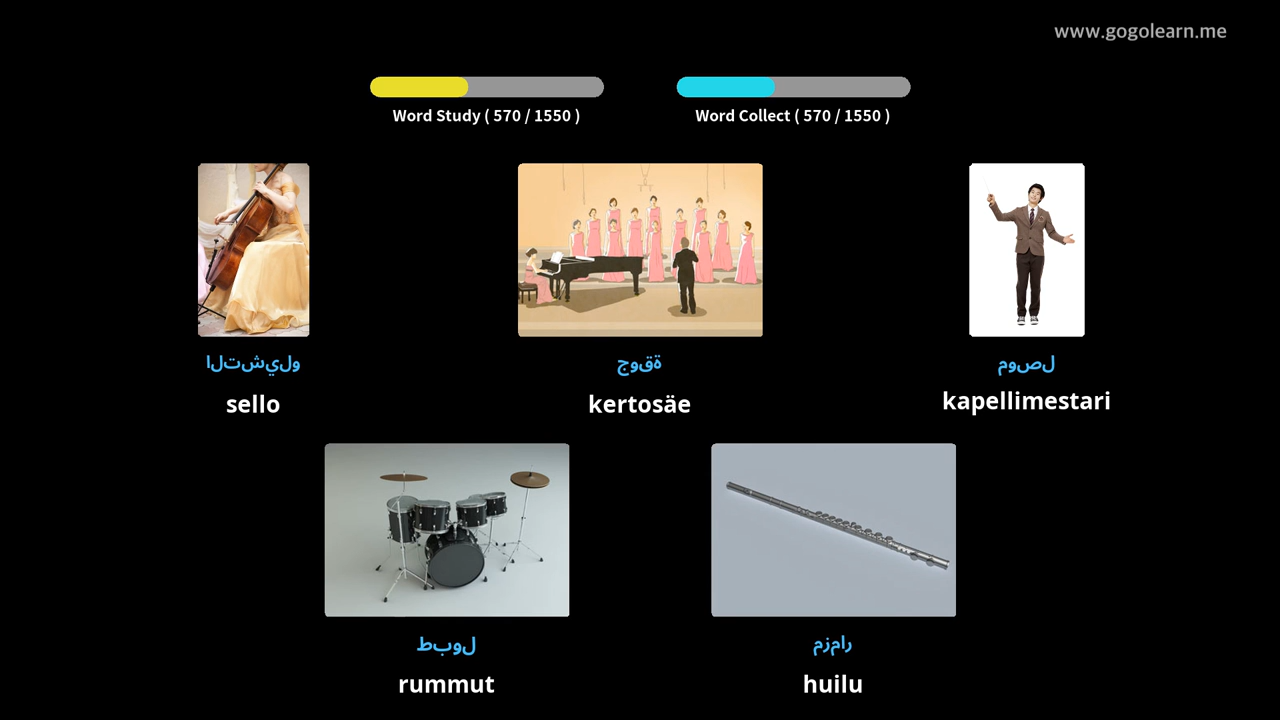 www.gogolearn.me
Word Study ( 570 / 1550 )
Word Collect ( 570 / 1550 )
التشيلو
sello
جوقة
kertosäe
موصل
kapellimestari
طبول
rummut
مزمار
huilu